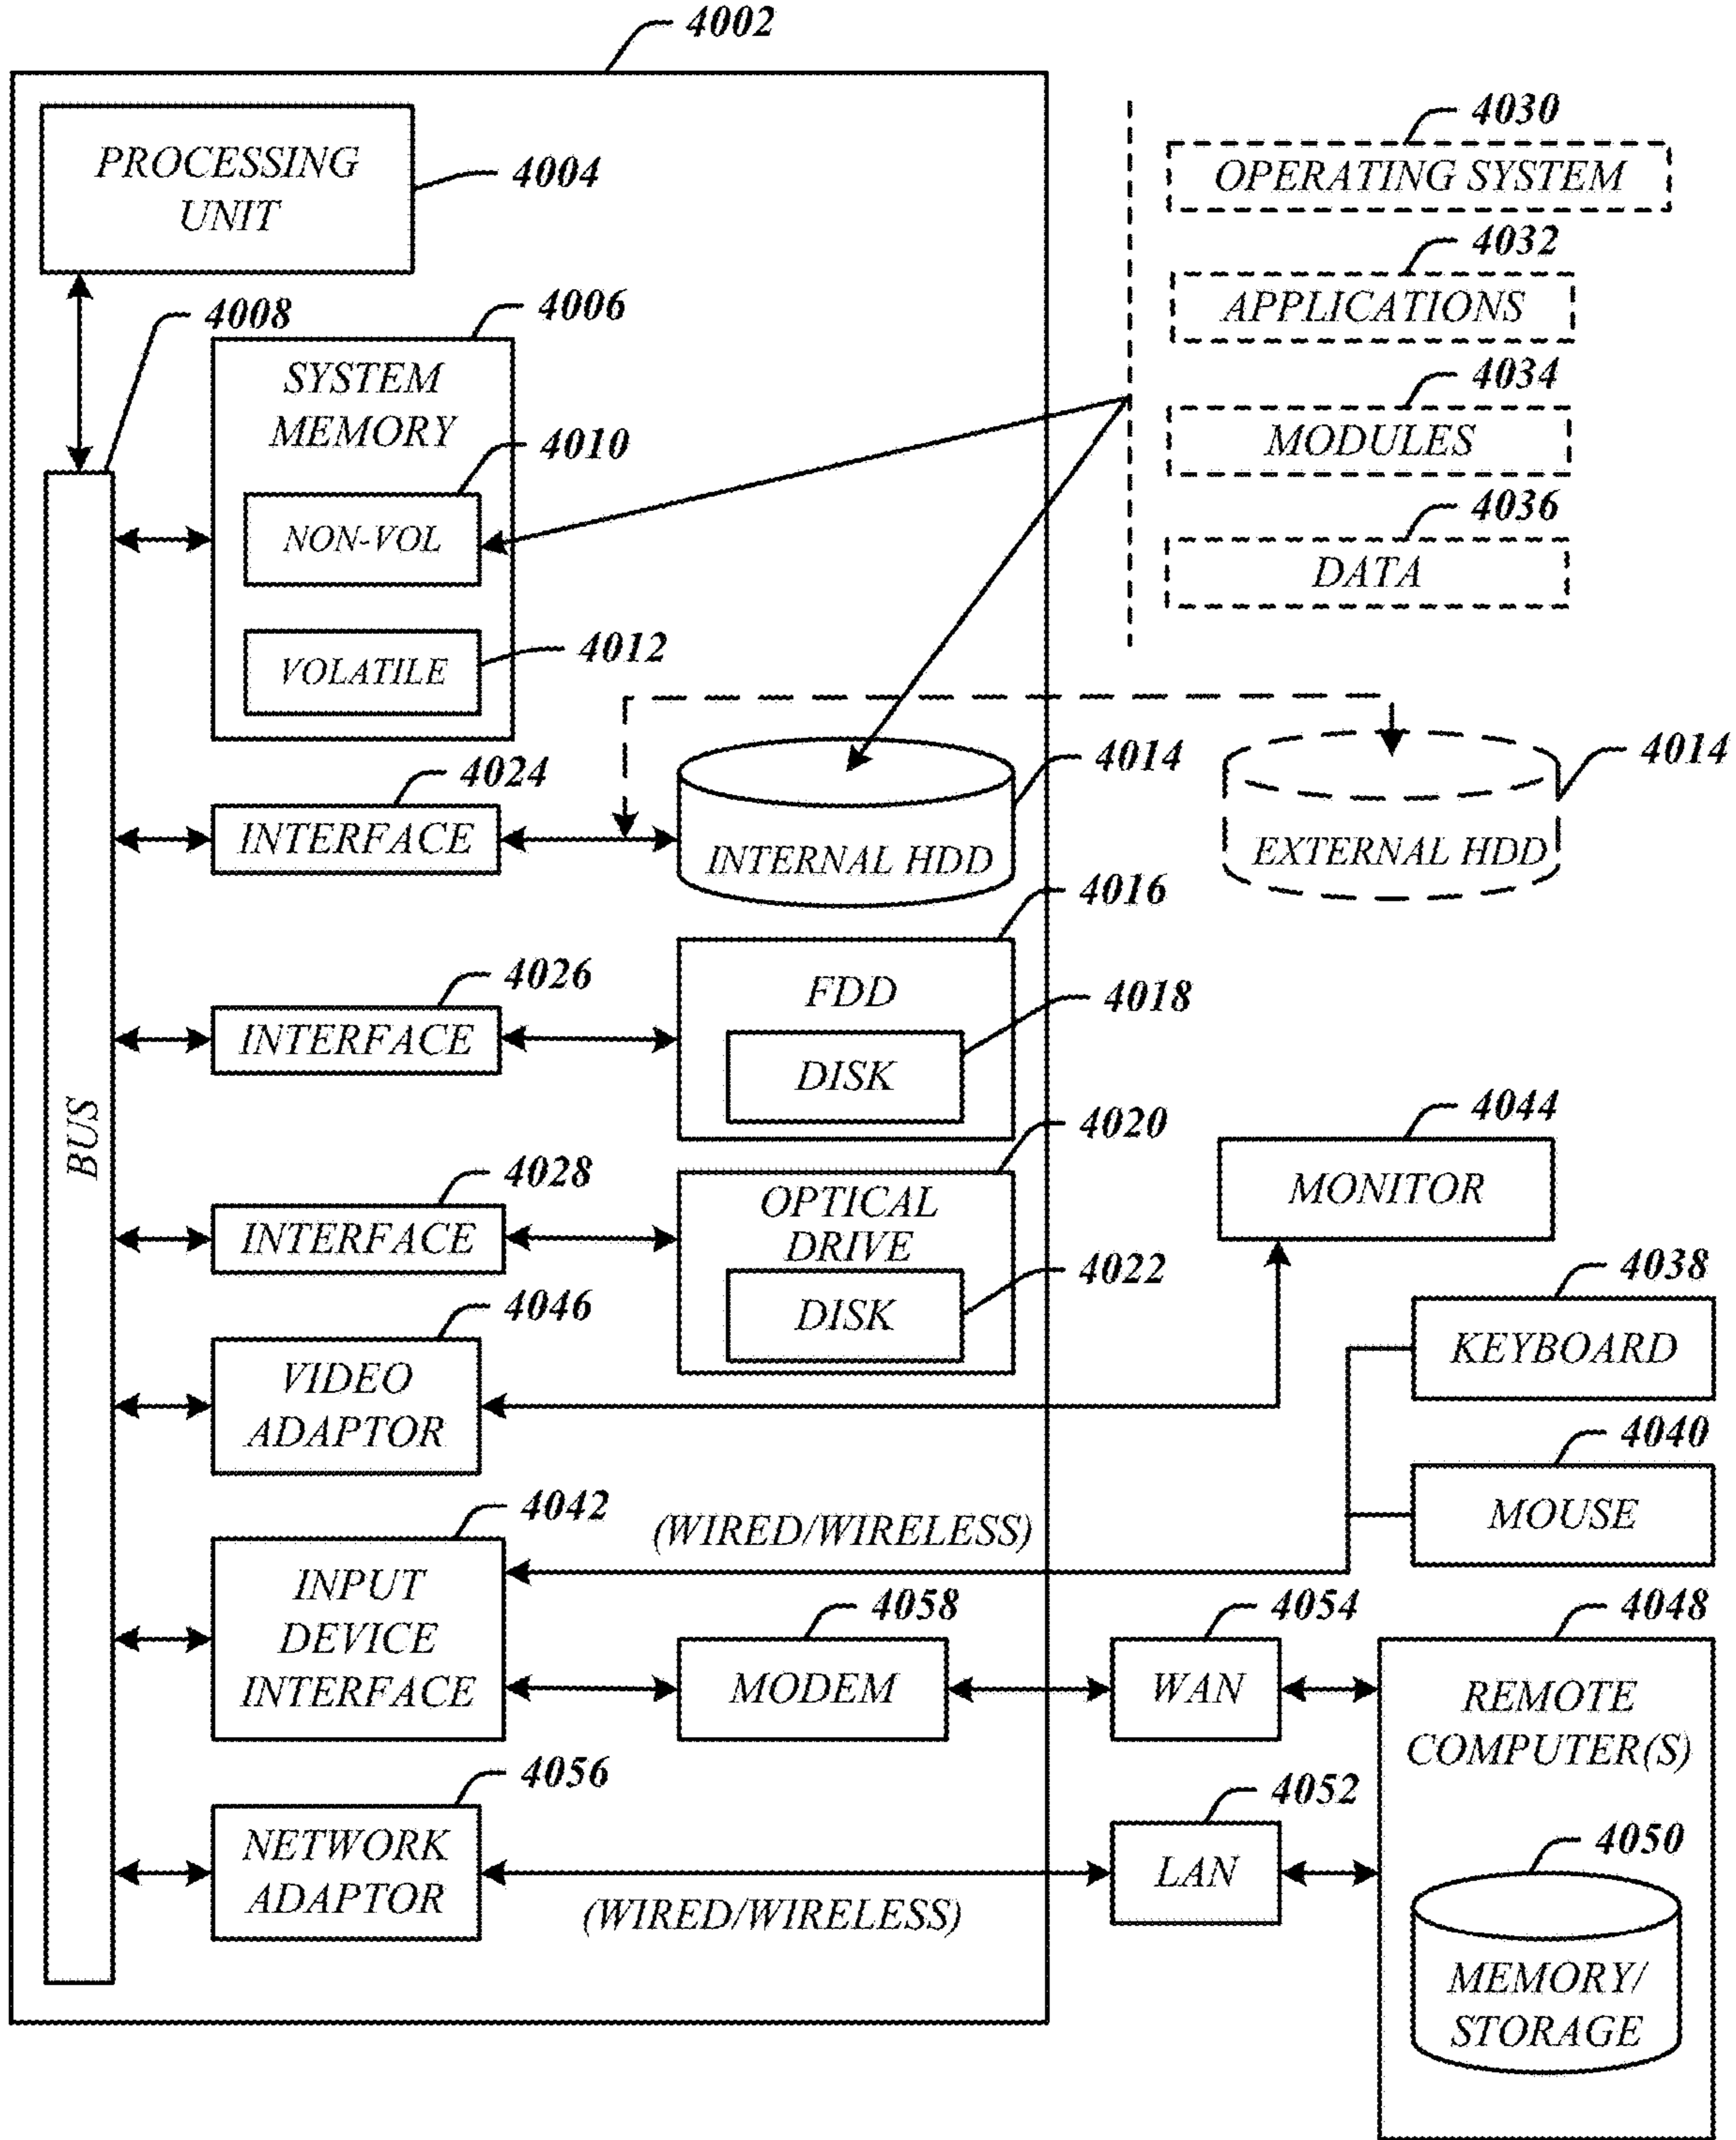 4002
PROCESSING
UNIT
4004
4030
OPERATING SYSTEM
4032
APPLICATIONS
4034
MODULES
4036
DATA
4008
4006
SYSTEM
MEMORY
4010
NON-VOL
4012
VOLATILE
BUS
4024
INTERFACE
4014
INTERNAL HDD
4014
EXTERNAL HDD
4026
INTERFACE
4016
FDD
4018
DISK
4028
INTERFACE
4020
OPTICAL
DRIVE
4022
DISK
4044
MONITOR
4046
VIDEO
ADAPTOR
4038
KEYBOARD
4040
MOUSE
4042
INPUT
DEVICE
INTERFACE
(WIRED/WIRELESS)
4058
MODEM
4054
WAN
4048
REMOTE
COMPUTER(S)
4056
NETWORK
ADAPTOR
(WIRED/WIRELESS)
4052
LAN
4050
MEMORY/
STORAGE